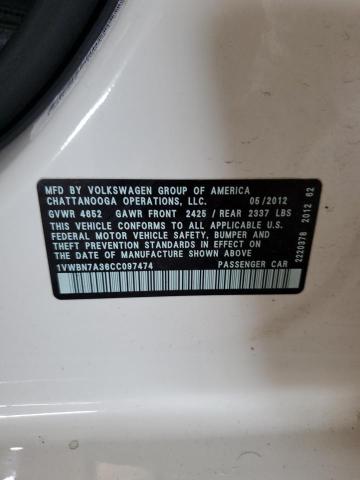 MFD BY VOLKSWAGEN GROUP OF AMERICA
CHATTANOOGA OPERATIONS, LLC. 05/2012
GVWR 4652 GAWR FRONT 2425 / REAR 2337 LBS
THIS VEHICLE CONFORMS TO ALL APPLICABLE U.S.
FEDERAL MOTOR VEHICLE SAFETY, BUMPER AND
THEFT PREVENTION STANDARDS IN EFFECT ON THE
DATE OF MANUFACTURE SHOWN ABOVE
1VWBN7A36CC097474 PASSENGER CAR
2220378 2012 62